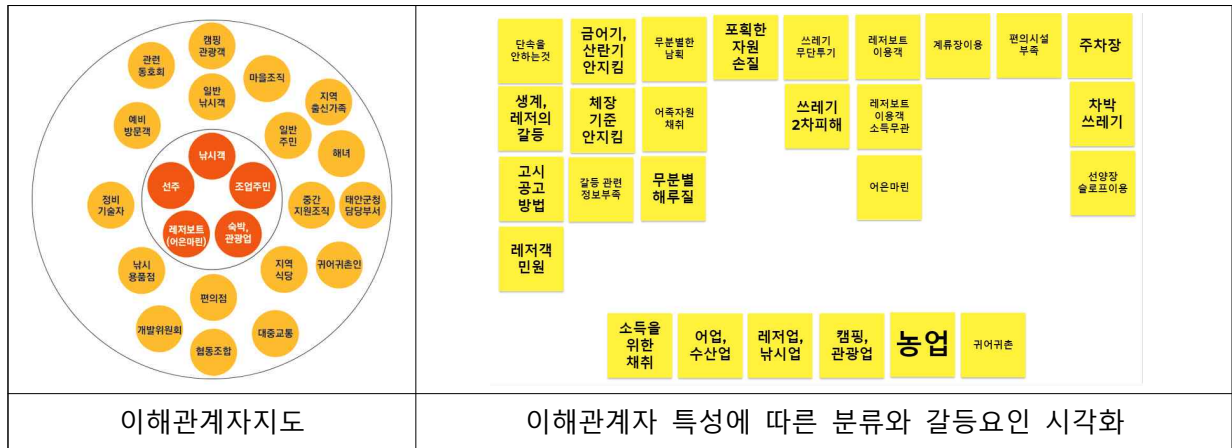 캠핑
관광객
관련
동호회
마을조직
일반
낚시객
지역
출신가족
예비
방문객
일반
주민
해녀
낚시객
선주
조업주민
정비
기술자
중간
지원조직
태안군청
담당부서
레저보트
(어은마린)
숙박,
관광업
낚시
용품점
지역
식당
귀어귀촌인
편의점
개발위원회
협동조합
대중교통
이해관계자지도
단속을
안하는것
금어기,
산란기
안지킴
무분별한
남획
포획한
자원
손질
쓰레기
무단투기
레저보트
이용객
계류장이용
편의시설
부족
주차장
생계,
레저의
갈등
체장
기준
안지킴
어족자원
채취
쓰레기
2차피해
레저보트
이용객
소득무관
차박
쓰레기
고시
공고
방법
갈등 관련
정보부족
무분별
해루질
어은마린
선양장
슬로프이용
레저객
민원
소득을
위한
채취
어업,
수산업
레저업,
낚시업
캠핑,
관광업
농업
귀어귀촌
이해관계자 특성에 따른 분류와 갈등요인 시각화